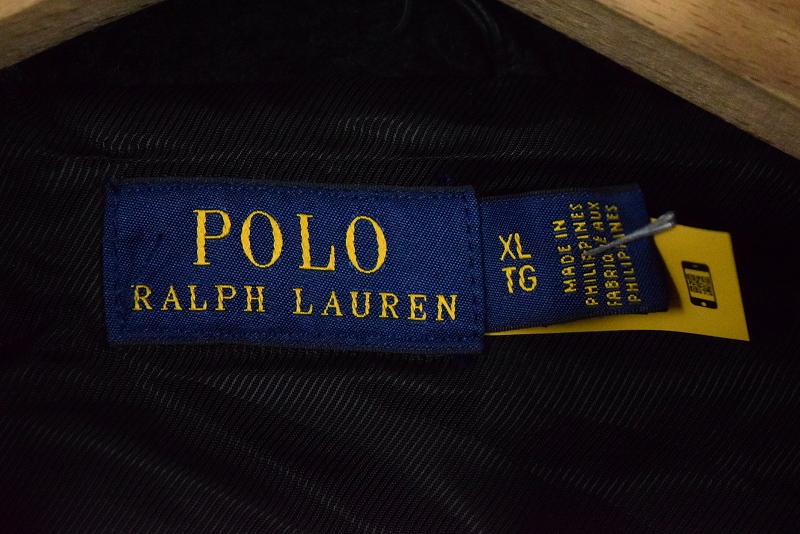 POLO
RALPH LAUREN
XL
TG
MADE IN
PHILIPPINES
FABRIQUÉ AUX
PHILIPPINES